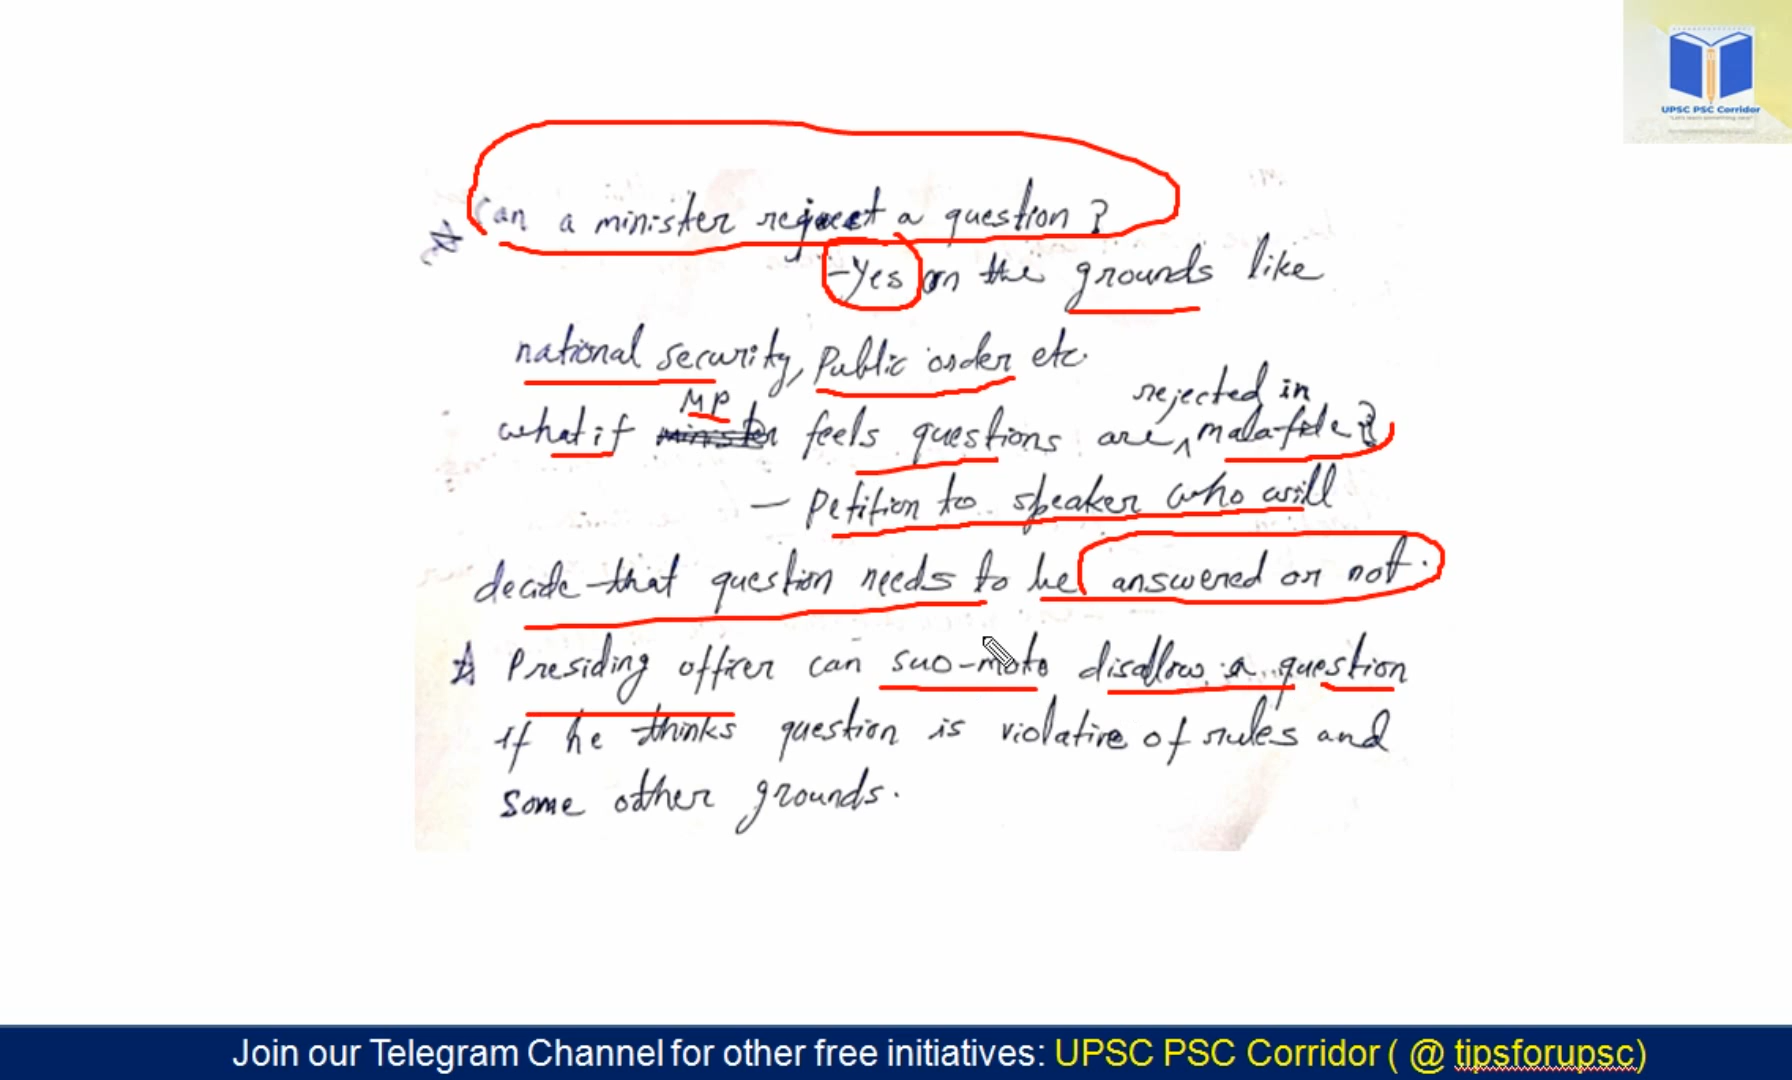 UPSC PSC Corridor
Can a minister reject a question?
- Yes on the grounds like
national security, Public order etc.
MP
rejected in
what if minister feels questions are ^ malafide?
- Petition to speaker who will
decide that question needs to be answered or not.
Presiding officer can suo-moto disallow a question
if he thinks question is violative of rules and
some other grounds.
Join our Telegram Channel for other free initiatives: UPSC PSC Corridor ( @ tipsforupsc)